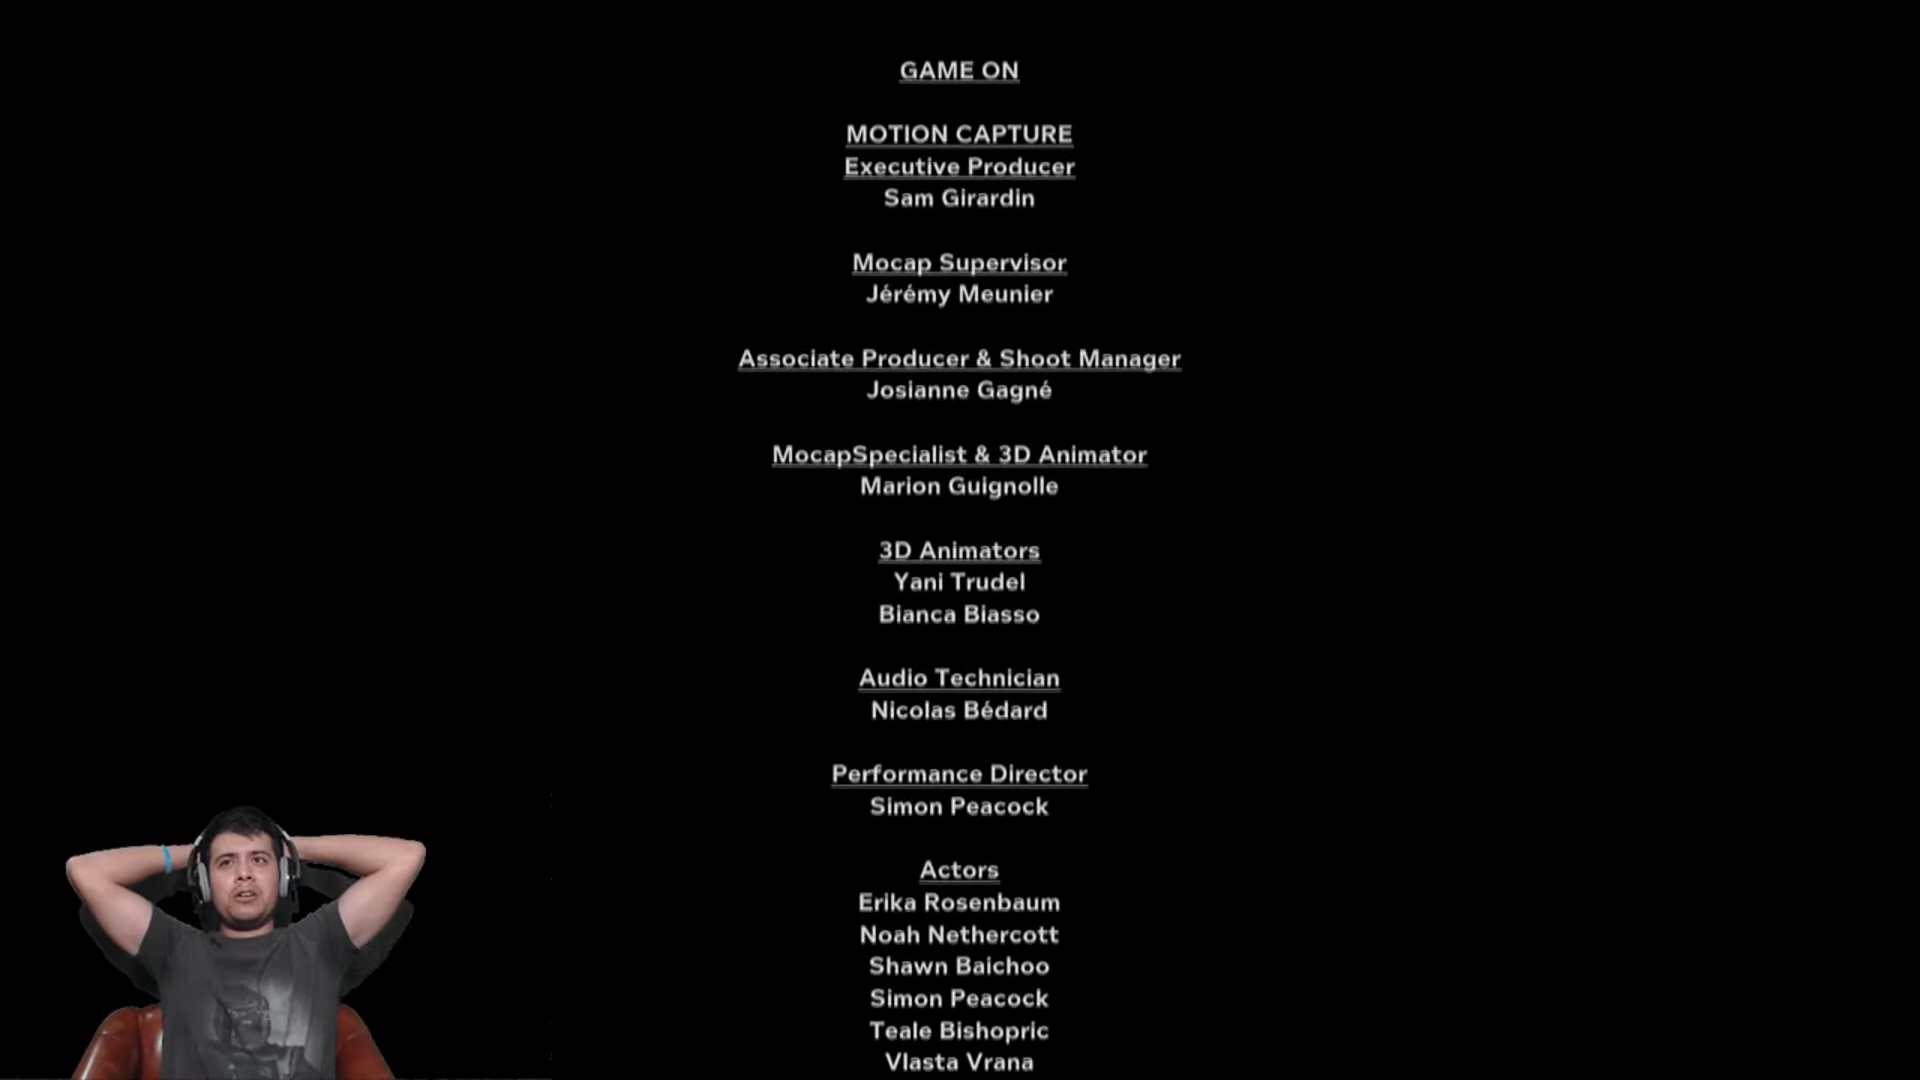 GAME ON
MOTION CAPTURE
Executive Producer
Sam Girardin
Mocap Supervisor
Jérémy Meunier
Associate Producer & Shoot Manager
Josianne Gagné
MocapSpecialist & 3D Animator
Marion Guignolle
3D Animators
Yani Trudel
Bianca Biasso
Audio Technician
Nicolas Bédard
Performance Director
Simon Peacock
Actors
Erika Rosenbaum
Noah Nethercott
Shawn Baichoo
Simon Peacock
Teale Bishopric
Vlasta Vrana